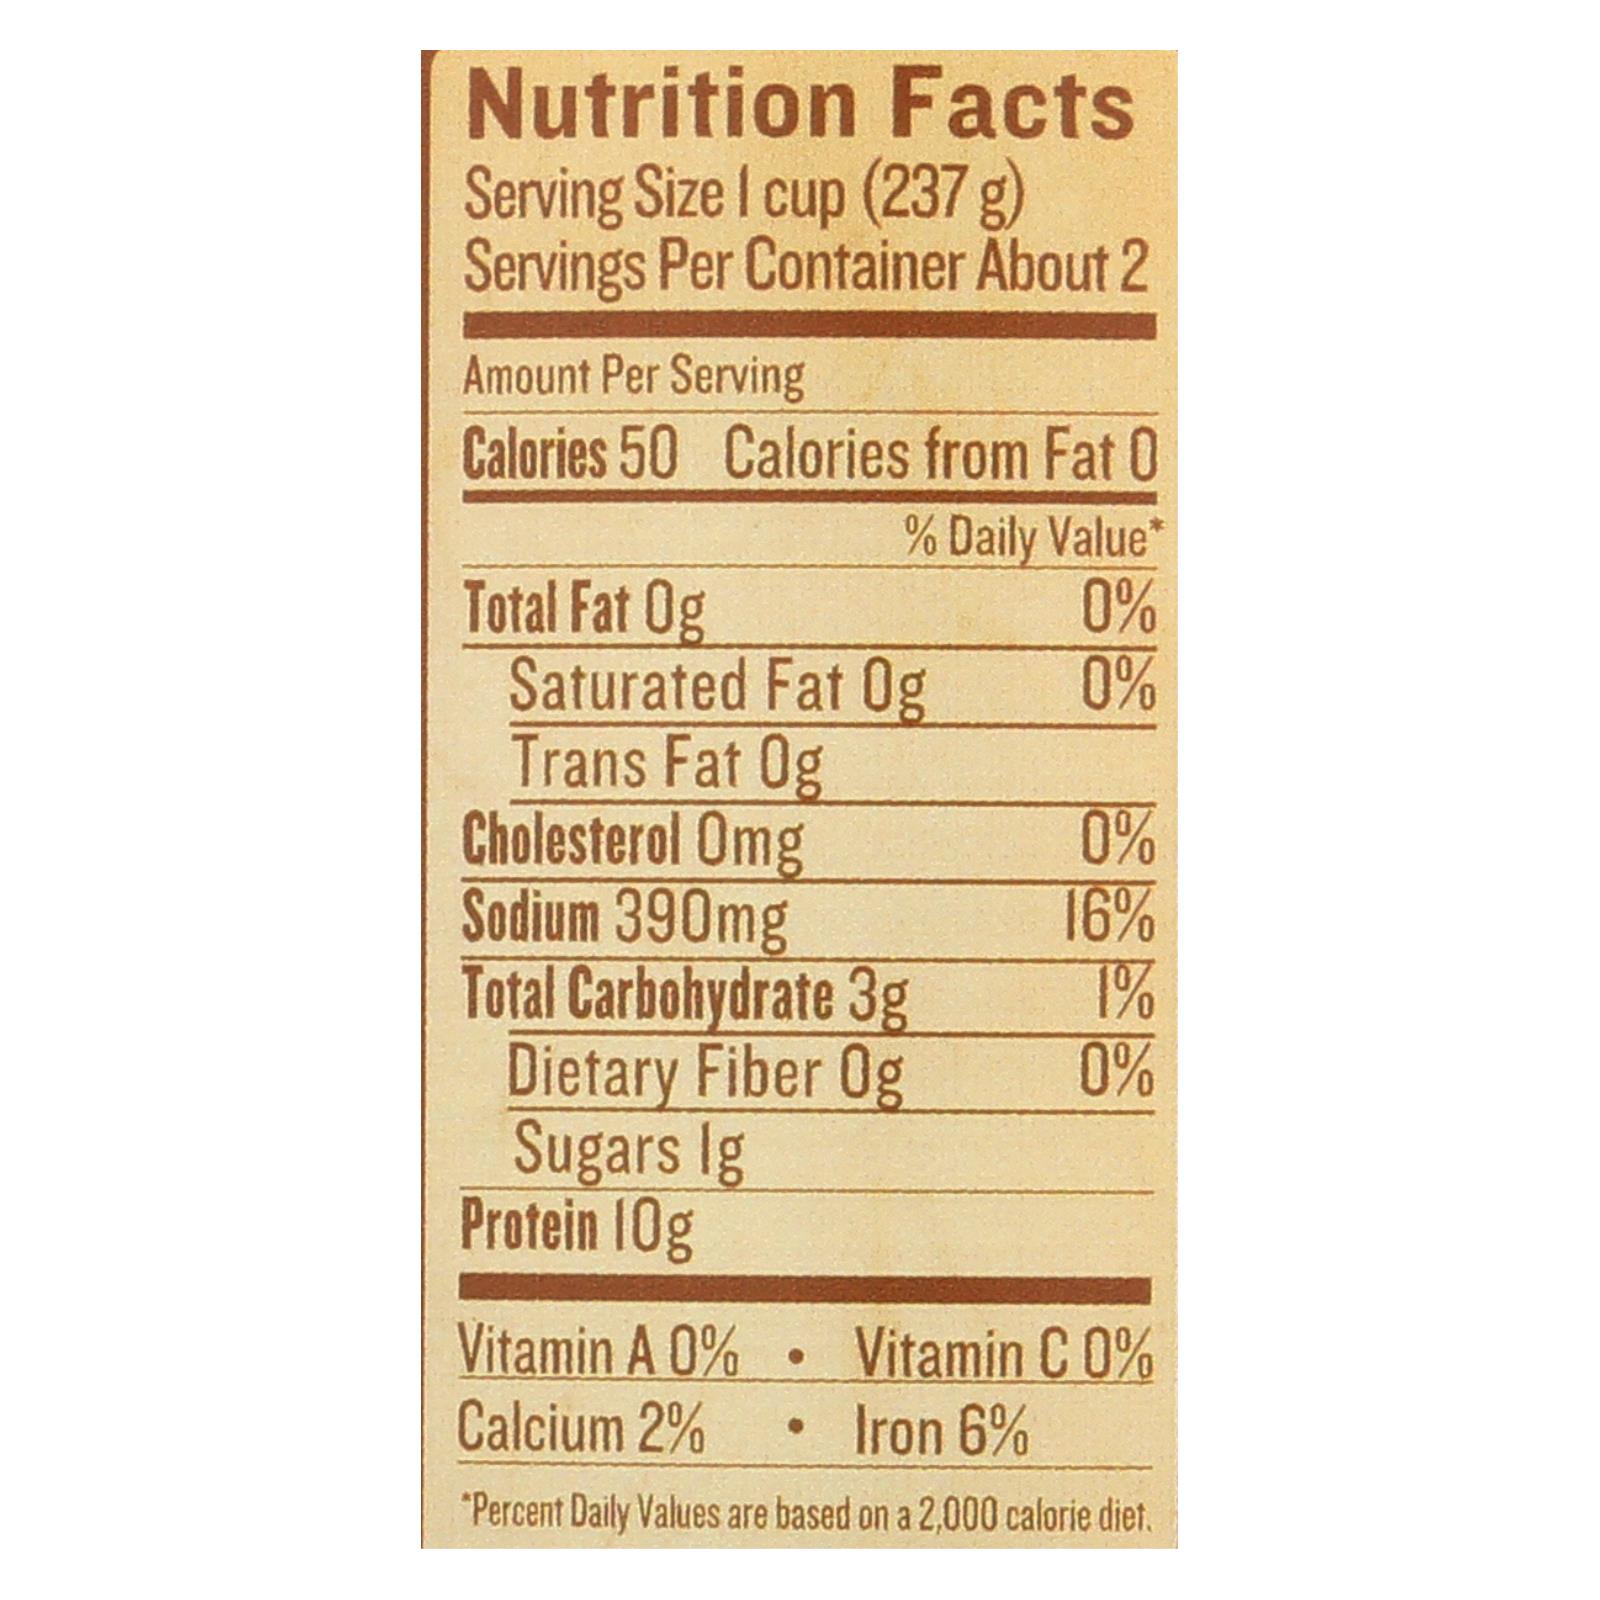 Nutrition Facts
Serving Size 1 cup (237 g)
Servings Per Container About 2
Amount Per Serving
Calories 50 Calories from Fat 0
% Daily Value*
Total Fat 0g 0%
Saturated Fat 0g 0%
Trans Fat 0g
Cholesterol 0mg 0%
Sodium 390mg 16%
Total Carbohydrate 3g 1%
Dietary Fiber 0g 0%
Sugars 1g
Protein 10g
Vitamin A 0% • Vitamin C 0%
Calcium 2% • Iron 6%
*Percent Daily Values are based on a 2,000 calorie diet.